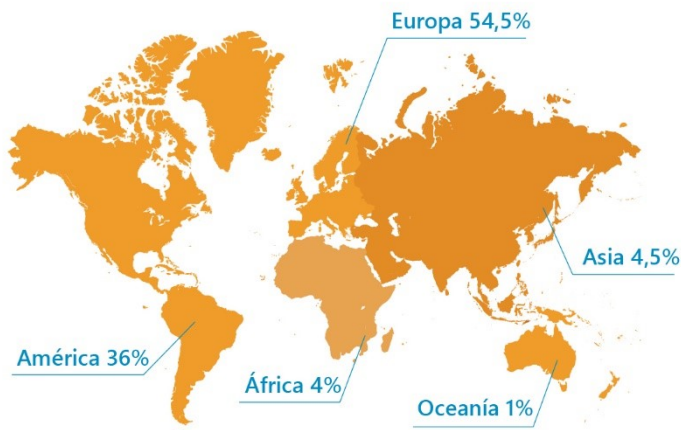 Europa 54,5%
Asia 4,5%
América 36%
África 4%
Oceanía 1%